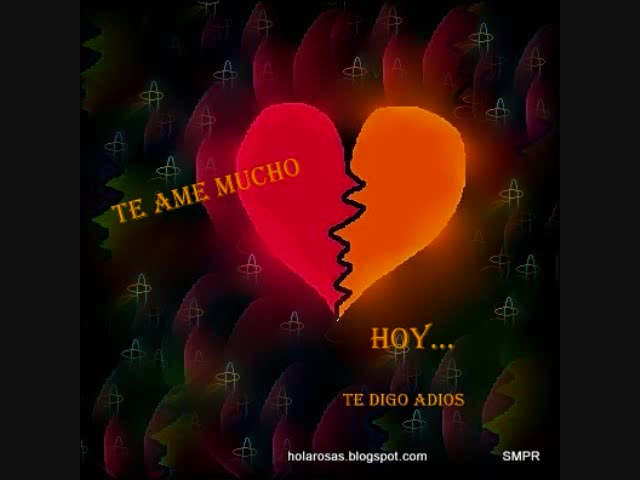 TE AME MUCHO
HOY...
TE DIGO ADIOS
holarosas.blogspot.com
SMPR